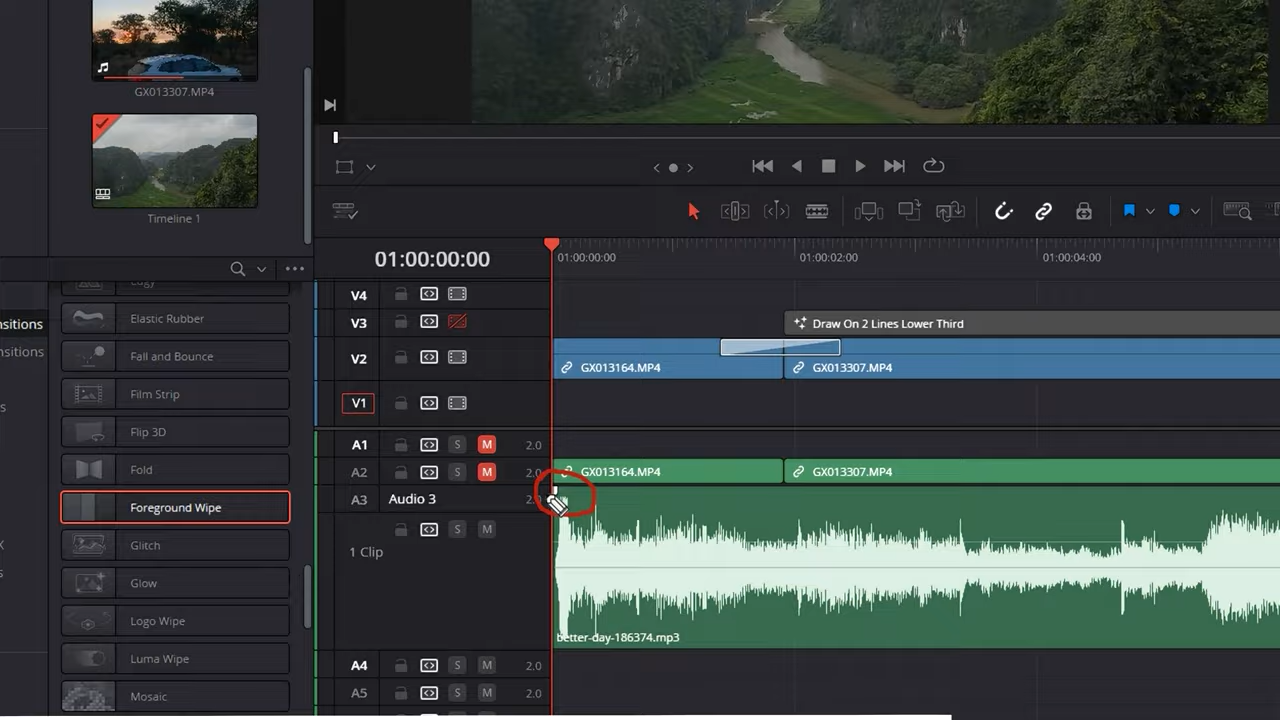 GX013307.MP4
Timeline 1
01:00:00:00
01:00:00:00
01:00:02:00
01:00:04:00
nsitions
nsitions
Elastic Rubber
Fall and Bounce
Film Strip
Flip 3D
Fold
Foreground Wipe
Glitch
Glow
Logo Wipe
Luma Wipe
Mosaic
V4
V3
Draw On 2 Lines Lower Third
V2
GX013164.MP4
GX013307.MP4
V1
A1
S
M
2.0
A2
S
M
2.0
GX013164.MP4
GX013307.MP4
A3
Audio 3
S
M
1 Clip
better-day-186374.mp3
A4
S
M
2.0
A5
S
M
2.0